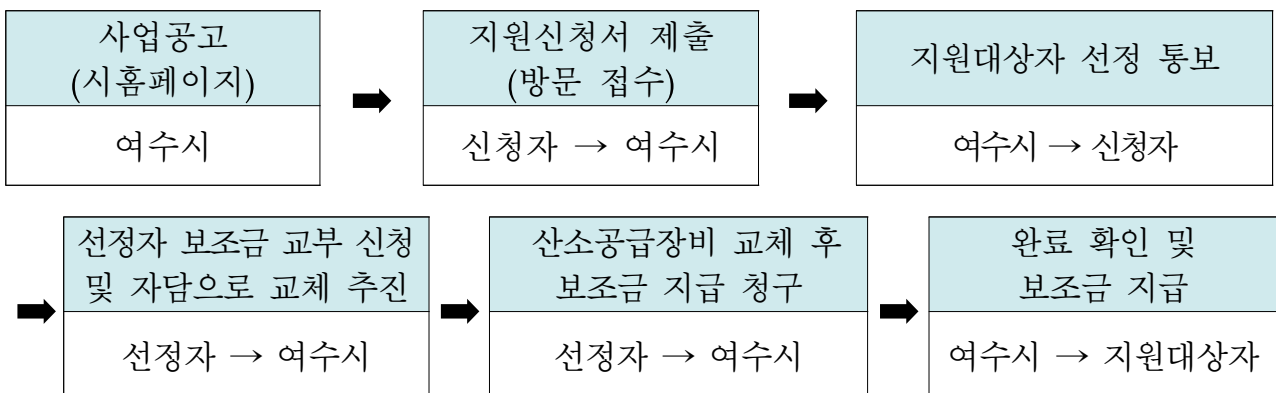 사업공고
(시홈페이지)
여수시
지원신청서 제출
(방문 접수)
신청자 → 여수시
지원대상자 선정 통보
여수시 → 신청자
선정자 보조금 교부 신청
및 자담으로 교체 추진
선정자 → 여수시
산소공급장비 교체 후
보조금 지급 청구
선정자 → 여수시
완료 확인 및
보조금 지급
여수시 → 지원대상자